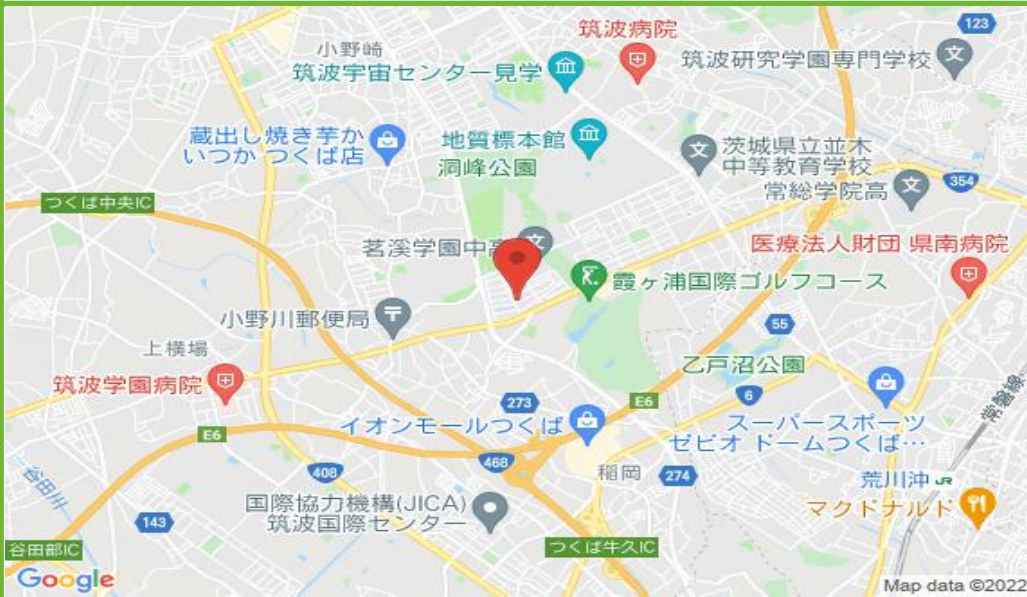 123
小野崎
筑波病院
筑波宇宙センター見学
筑波研究学園専門学校
蔵出し焼き芋か
いつか つくば店
地質標本館
洞峰公園
茨城県立並木
中等教育学校
354
常総学院高
つくば中央IC
茗溪学園中高
医療法人財団 県南病院
霞ヶ浦国際ゴルフコース
小野川郵便局
55
上横場
乙戸沼公園
筑波学園病院
6
273
E6
イオンモールつくば
スーパースポーツ
ゼビオ ドームつくば…
常磐線
E6
468
稲岡
274
408
荒川沖 JR
谷田川
国際協力機構(JICA)
筑波国際センター
マクドナルド
143
谷田部IC
つくば牛久IC
Google
Map data ©2022